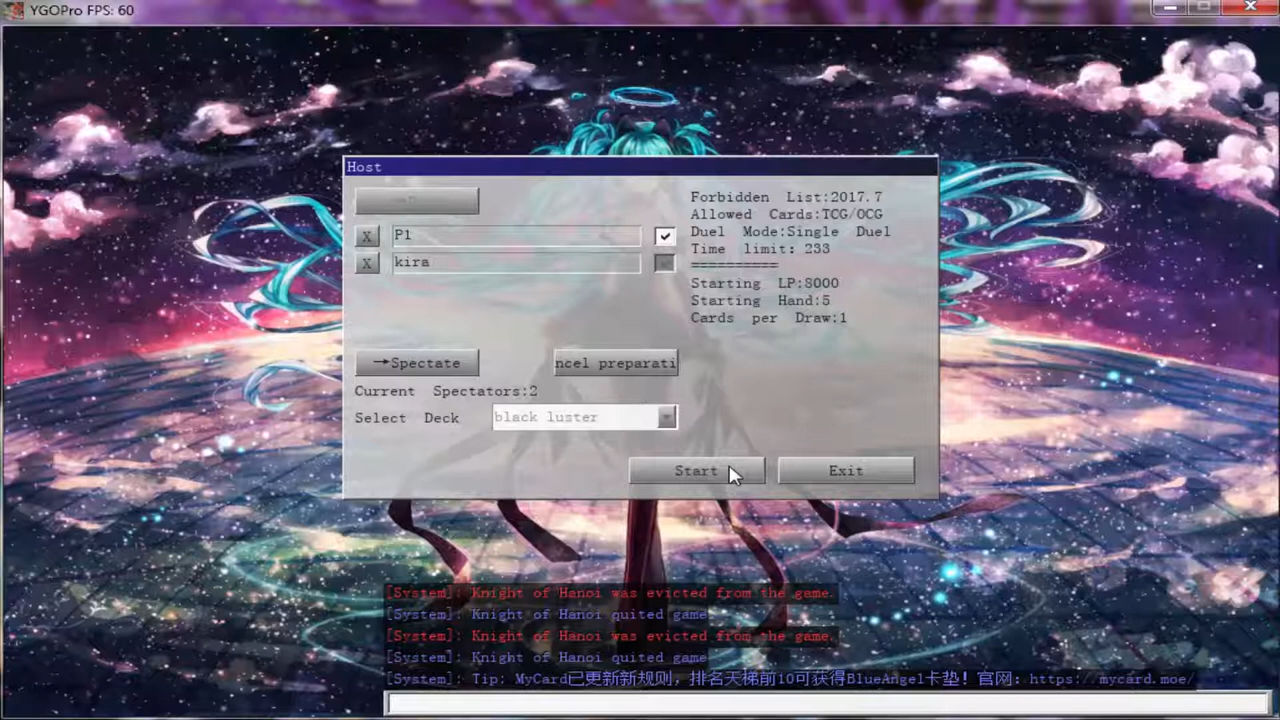 YGOPro FPS: 60
Host
X P1
X kira
Forbidden List:2017.7
Allowed Cards:TCG/OCG
Duel Mode:Single Duel
Time limit: 233
==========
Starting LP:8000
Starting Hand:5
Cards per Draw:1
→Spectate
ncel preparati
Current Spectators:2
Select Deck black luster
Start
Exit
[System]: Knight of Hanoi was evicted from the game.
[System]: Knight of Hanoi quited game
[System]: Knight of Hanoi was evicted from the game.
[System]: Knight of Hanoi quited game
[System]: Tip: MyCard已更新新规则，排名天梯前10可获得BlueAngel卡垫！官网：https://mycard.moe/